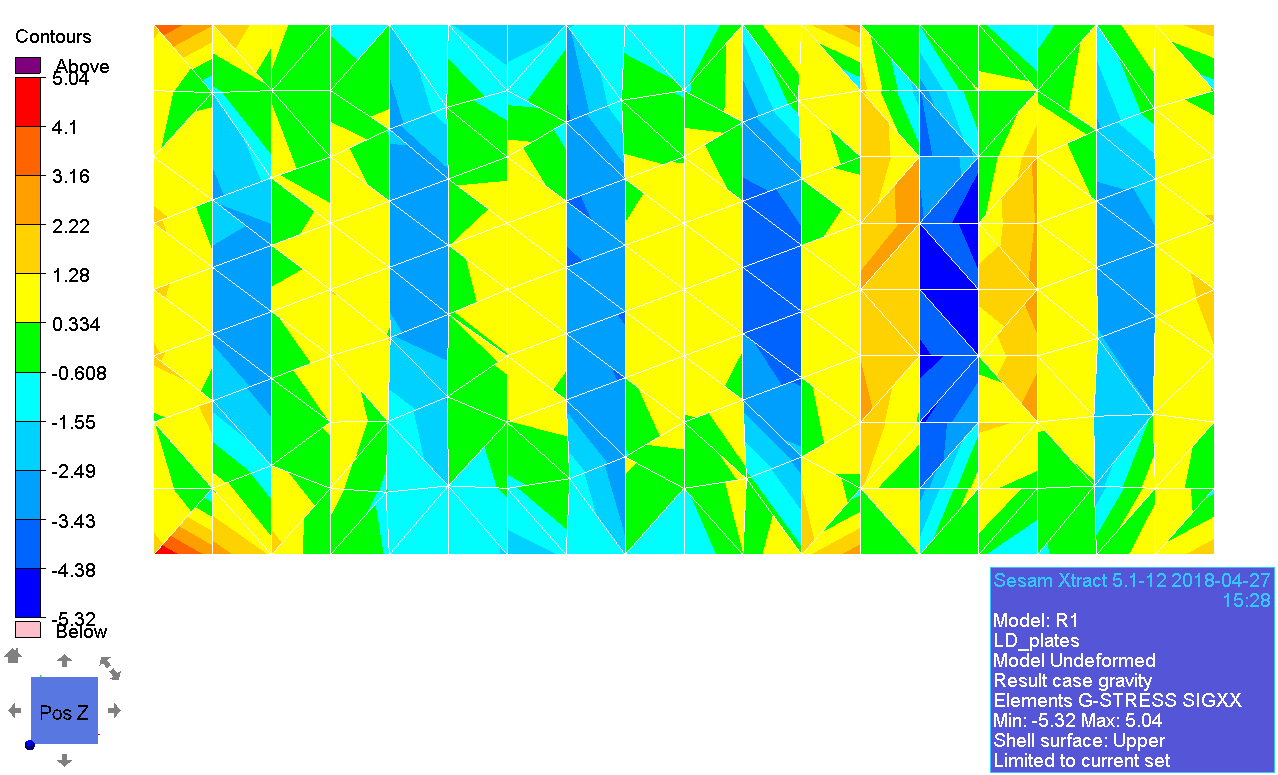 Contours
Above
5.04
4.1
3.16
2.22
1.28
0.334
-0.608
-1.55
-2.49
-3.43
-4.38
-5.32
Below
Pos Z
Sesam Xtract 5.1-12 2018-04-27
15:28
Model: R1
LD_plates
Model Undeformed
Result case gravity
Elements G-STRESS SIGXX
Min: -5.32 Max: 5.04
Shell surface: Upper
Limited to current set